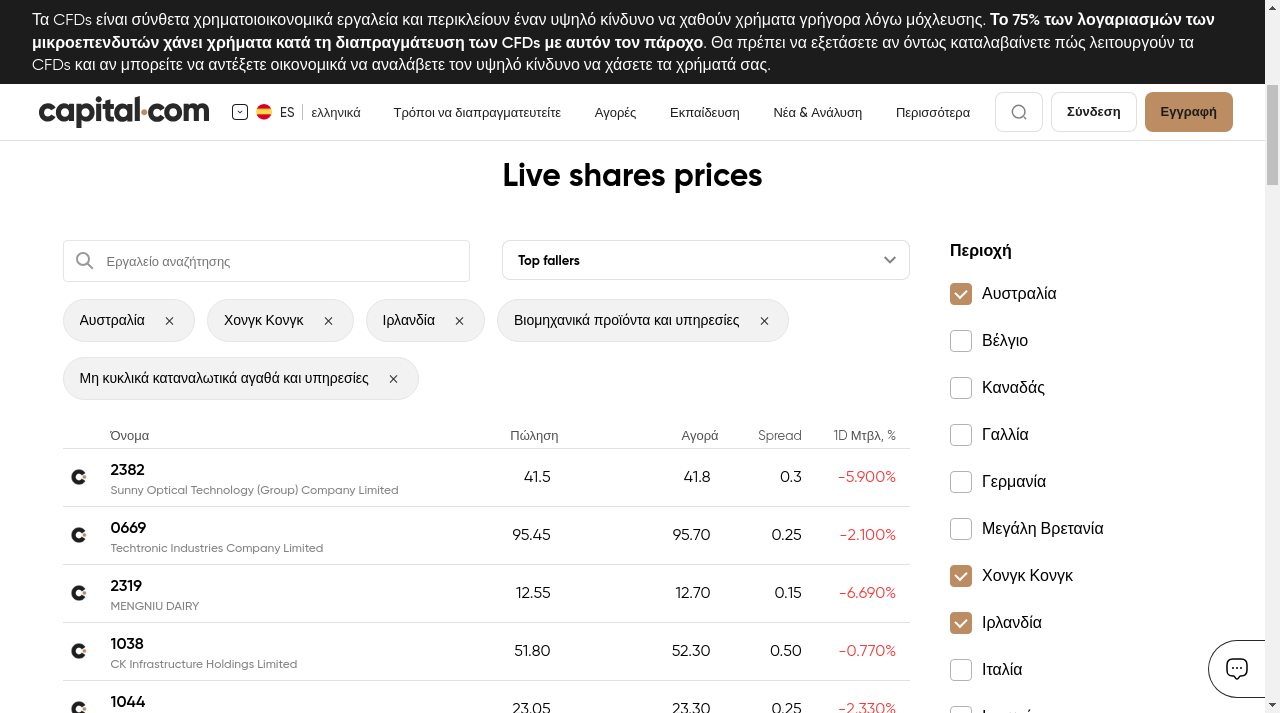 Τα CFDs είναι σύνθετα χρηματοιοικονομικά εργαλεία και περικλείουν έναν υψηλό κίνδυνο να χαθούν χρήματα γρήγορα λόγω μόχλευσης. Το 75% των λογαριασμών των
μικροεπενδυτών χάνει χρήματα κατά τη διαπραγμάτευση των CFDs με αυτόν τον πάροχο. Θα πρέπει να εξετάσετε αν όντως καταλαβαίνετε πώς λειτουργούν τα
CFDs και αν μπορείτε να αντέξετε οικονομικά να αναλάβετε τον υψηλό κίνδυνο να χάσετε τα χρήματά σας.
capital.com ES ελληνικά Τρόποι να διαπραγματευτείτε Αγορές Εκπαίδευση Νέα & Ανάλυση Περισσότερα Σύνδεση Εγγραφή
Live shares prices
Εργαλείο αναζήτησης Top fallers Περιοχή
Αυστραλία
Αυστραλία Χονγκ Κονγκ Ιρλανδία Βιομηχανικά προϊόντα και υπηρεσίες
Βέλγιο
Μη κυκλικά καταναλωτικά αγαθά και υπηρεσίες
Καναδάς
Γαλλία
Όνομα Πώληση Αγορά Spread 1D Μτβλ, %
2382
Sunny Optical Technology (Group) Company Limited 41.5 41.8 0.3 -5.900%
Γερμανία
0669
Techtronic Industries Company Limited 95.45 95.70 0.25 -2.100%
Μεγάλη Βρετανία
2319
MENGNIU DAIRY 12.55 12.70 0.15 -6.690%
Χονγκ Κονγκ
Ιρλανδία
1038
CK Infrastructure Holdings Limited 51.80 52.30 0.50 -0.770%
Ιταλία
1044 23.05 23.30 0.25 -2.330%